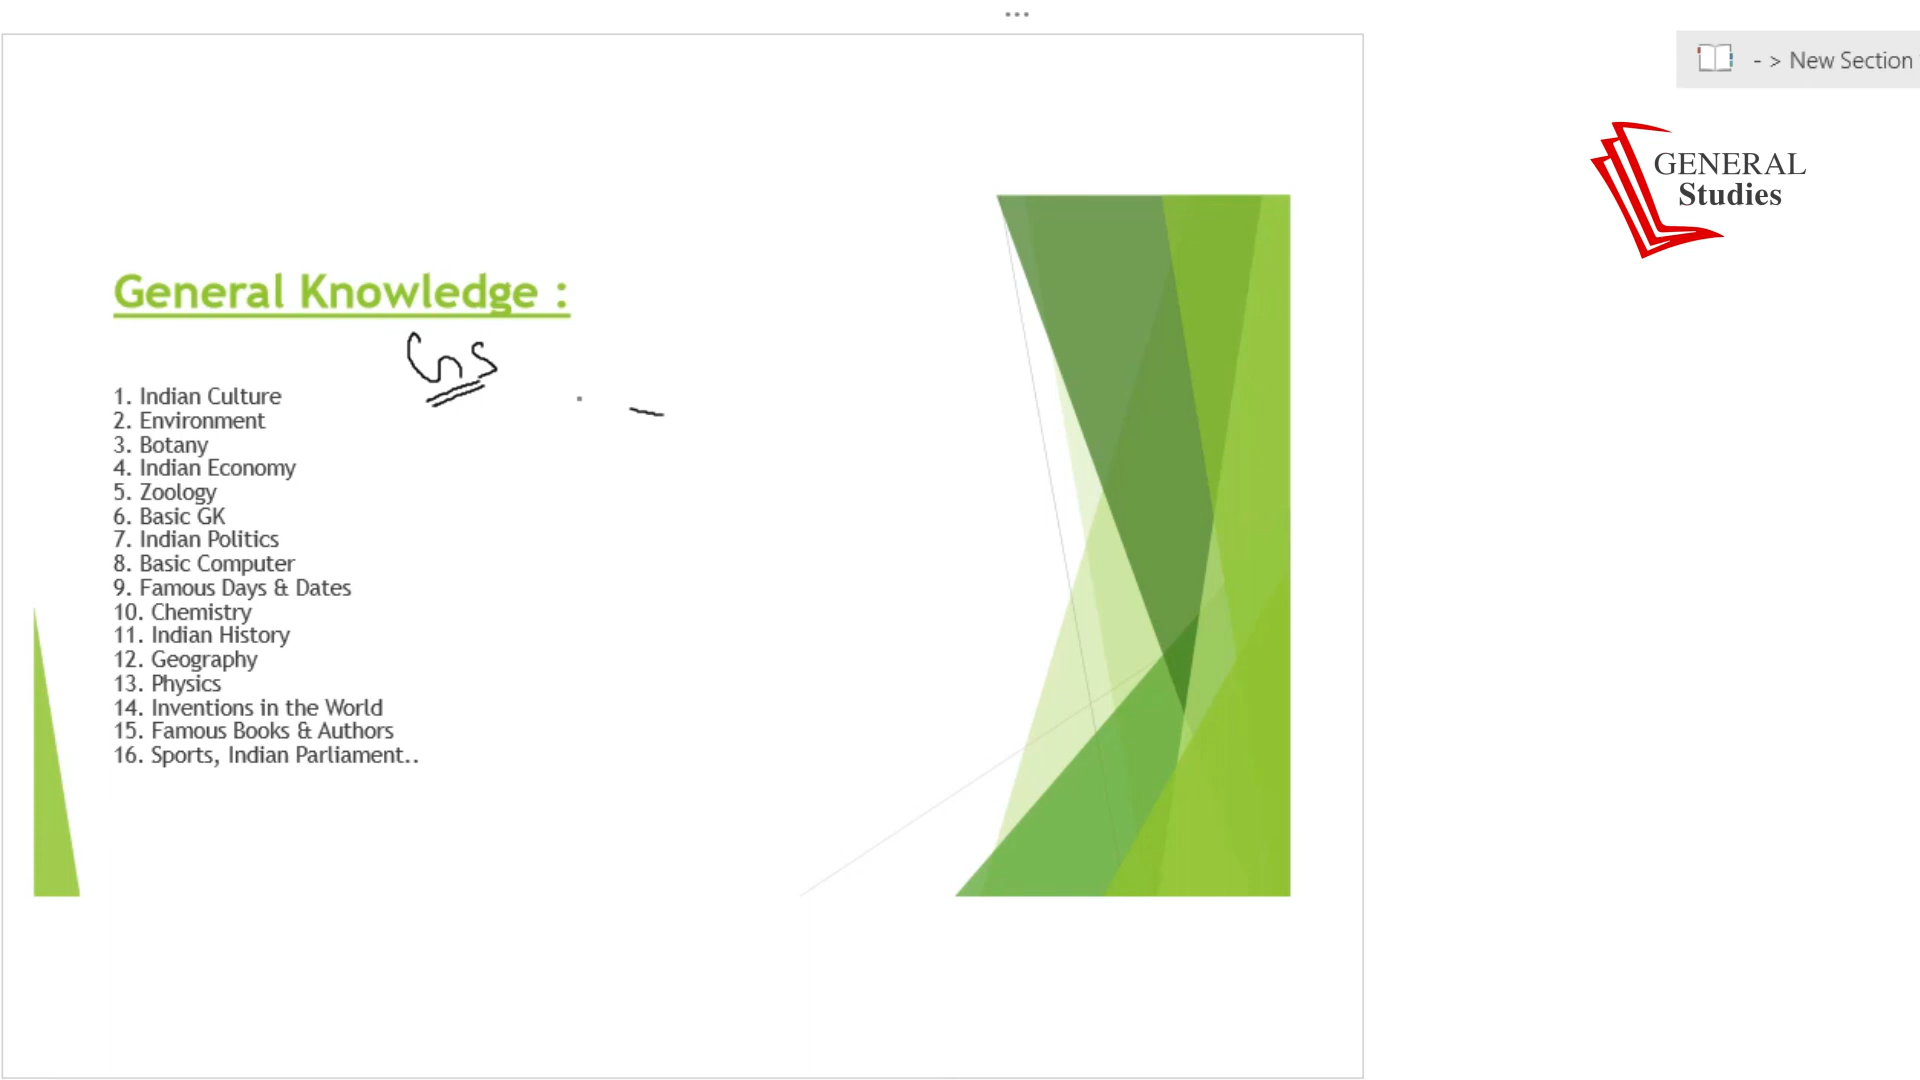 ...
- > New Section
GENERAL
Studies
General Knowledge :
GS
1. Indian Culture
2. Environment
3. Botany
4. Indian Economy
5. Zoology
6. Basic GK
7. Indian Politics
8. Basic Computer
9. Famous Days & Dates
10. Chemistry
11. Indian History
12. Geography
13. Physics
14. Inventions in the World
15. Famous Books & Authors
16. Sports, Indian Parliament..